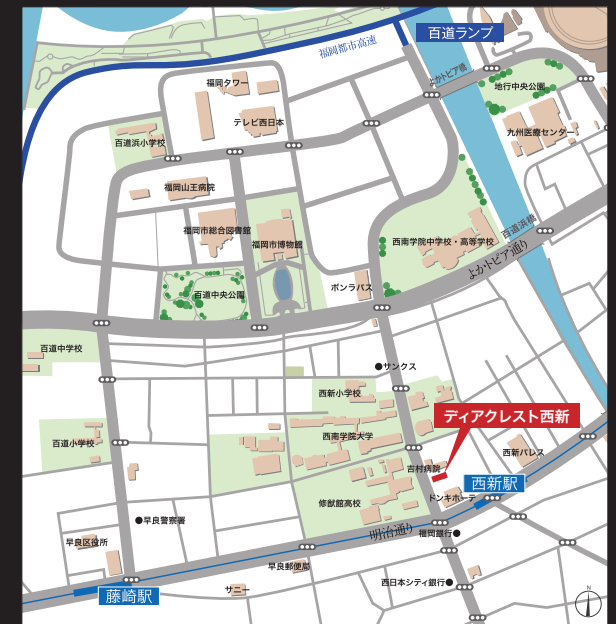 百道ランプ
福岡都市高速
よかトピア橋
福岡タワー
地行中央公園
テレビ西日本
九州医療センター
百道浜小学校
福岡山王病院
福岡市総合図書館
福岡市博物館
西南学院中学校・高等学校
百道浜橋
よかトピア通り
百道中央公園
ボンラパス
百道中学校
サンクス
西新小学校
ディアクレスト西新
百道小学校
西南学院大学
吉村病院
西新パレス
西新駅
ドンキホーテ
修猷館高校
早良警察署
明治通り
福岡銀行
早良区役所
早良郵便局
西日本シティ銀行
サニー
藤崎駅
N